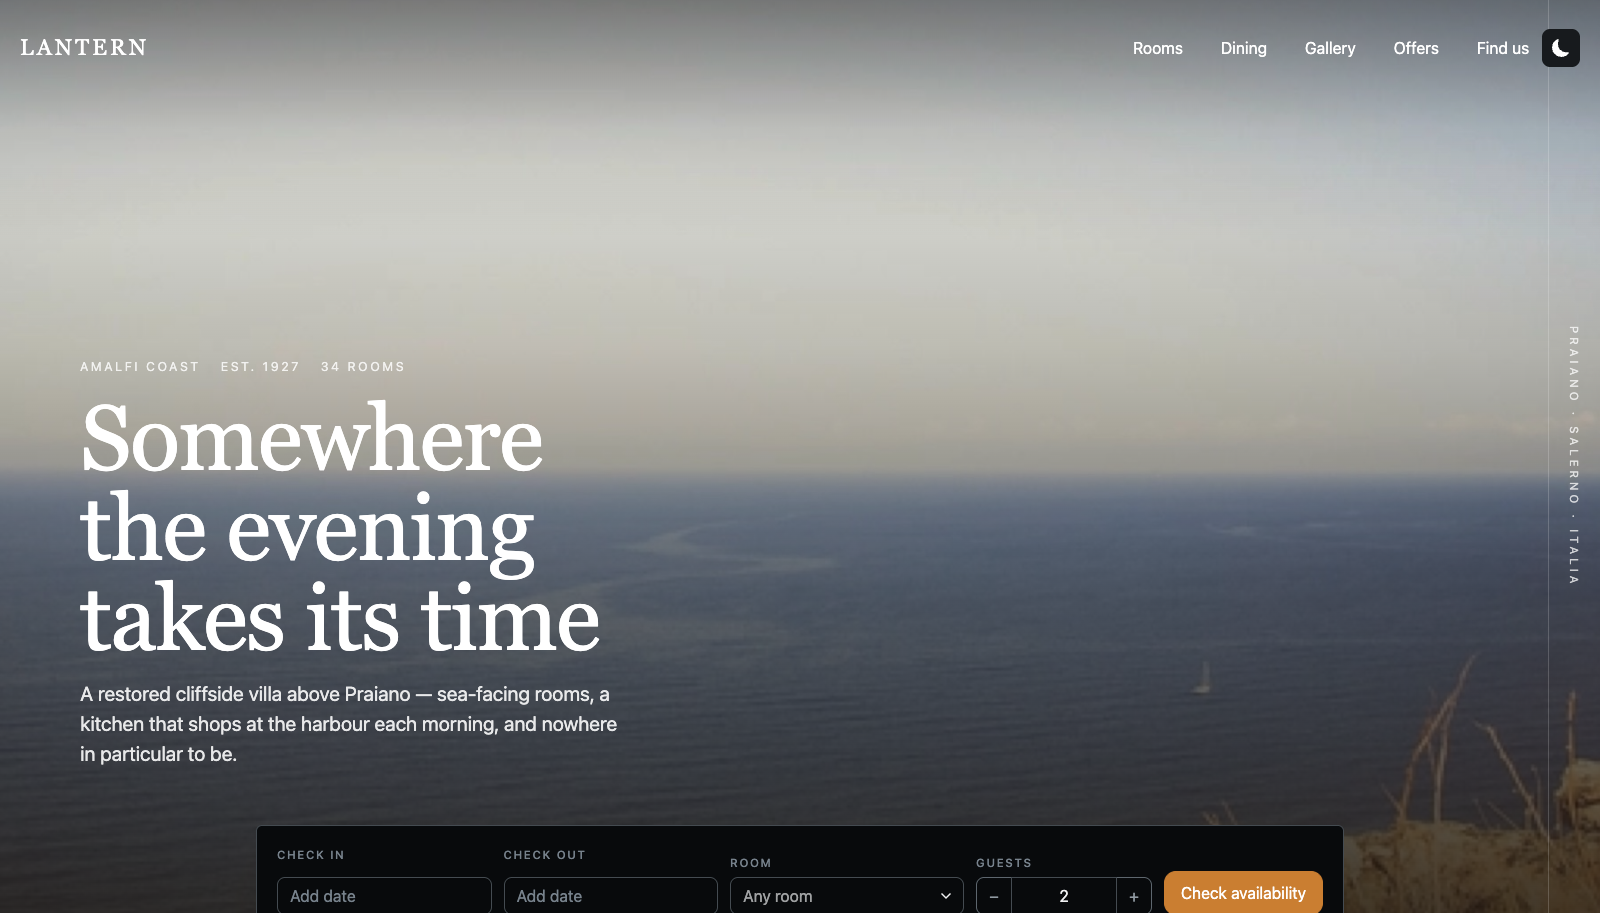 LANTERN
Rooms Dining Gallery Offers Find us
AMALFI COAST EST. 1927 34 ROOMS
Somewhere
the evening
takes its time
A restored cliffside villa above Praiano — sea-facing rooms, a
kitchen that shops at the harbour each morning, and nowhere
in particular to be.
PRAIANO · SALERNO · ITALIA
CHECK IN
Add date
CHECK OUT
Add date
ROOM
Any room
GUESTS
− 2 +
Check availability